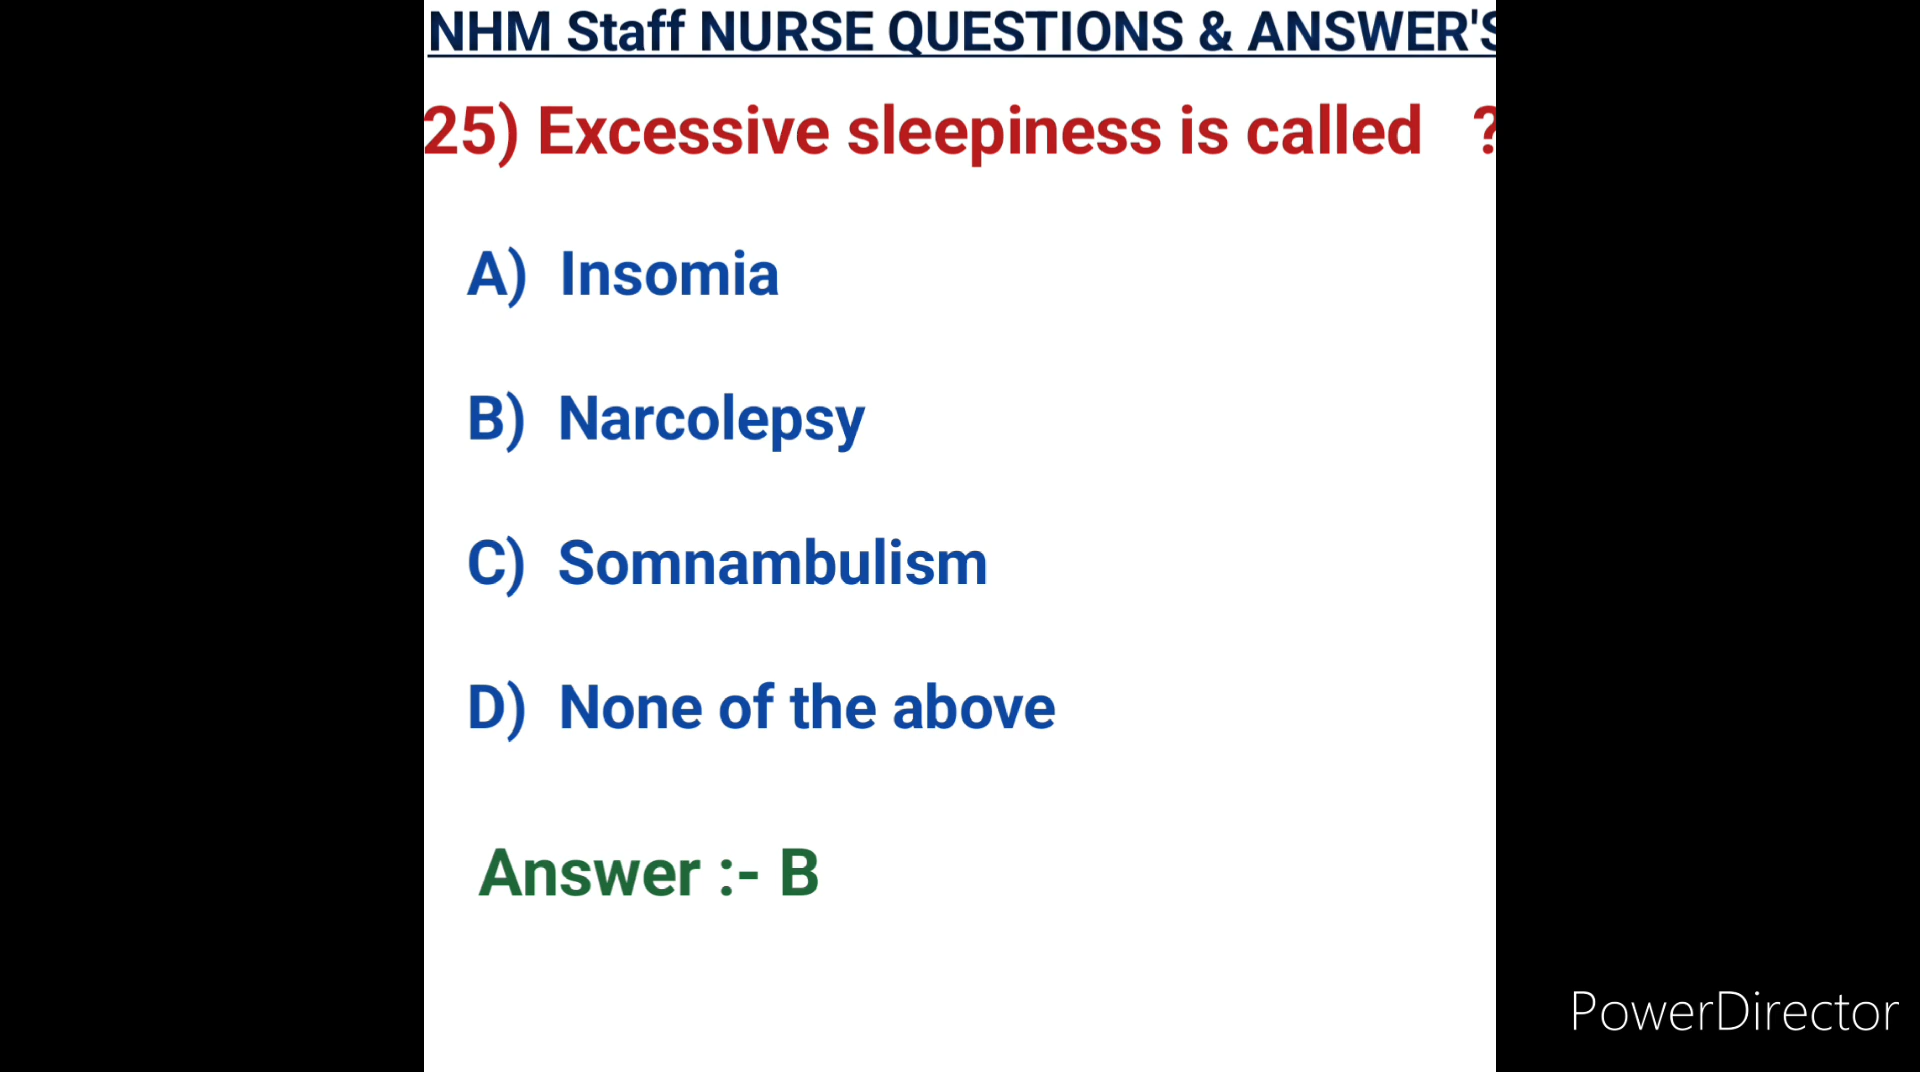 NHM Staff NURSE QUESTIONS & ANSWER'S
25) Excessive sleepiness is called ?
A) Insomia
B) Narcolepsy
C) Somnambulism
D) None of the above
Answer :- B
PowerDirector